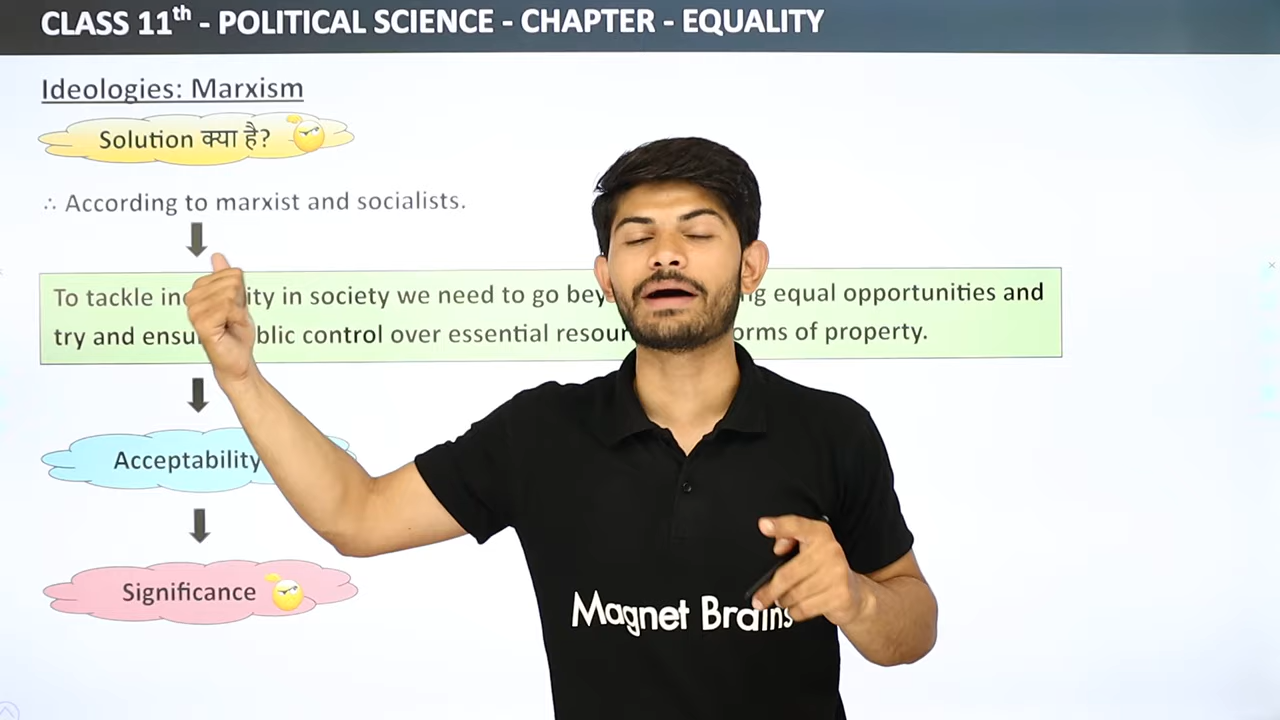 CLASS 11th - POLITICAL SCIENCE - CHAPTER - EQUALITY
Ideologies: Marxism
Solution क्या है?
∴ According to marxist and socialists.
To tackle in ity in society we need to go bey ng equal opportunities and
try and ensu blic control over essential resour orms of property.
Acceptability
Significance
Magnet Brains